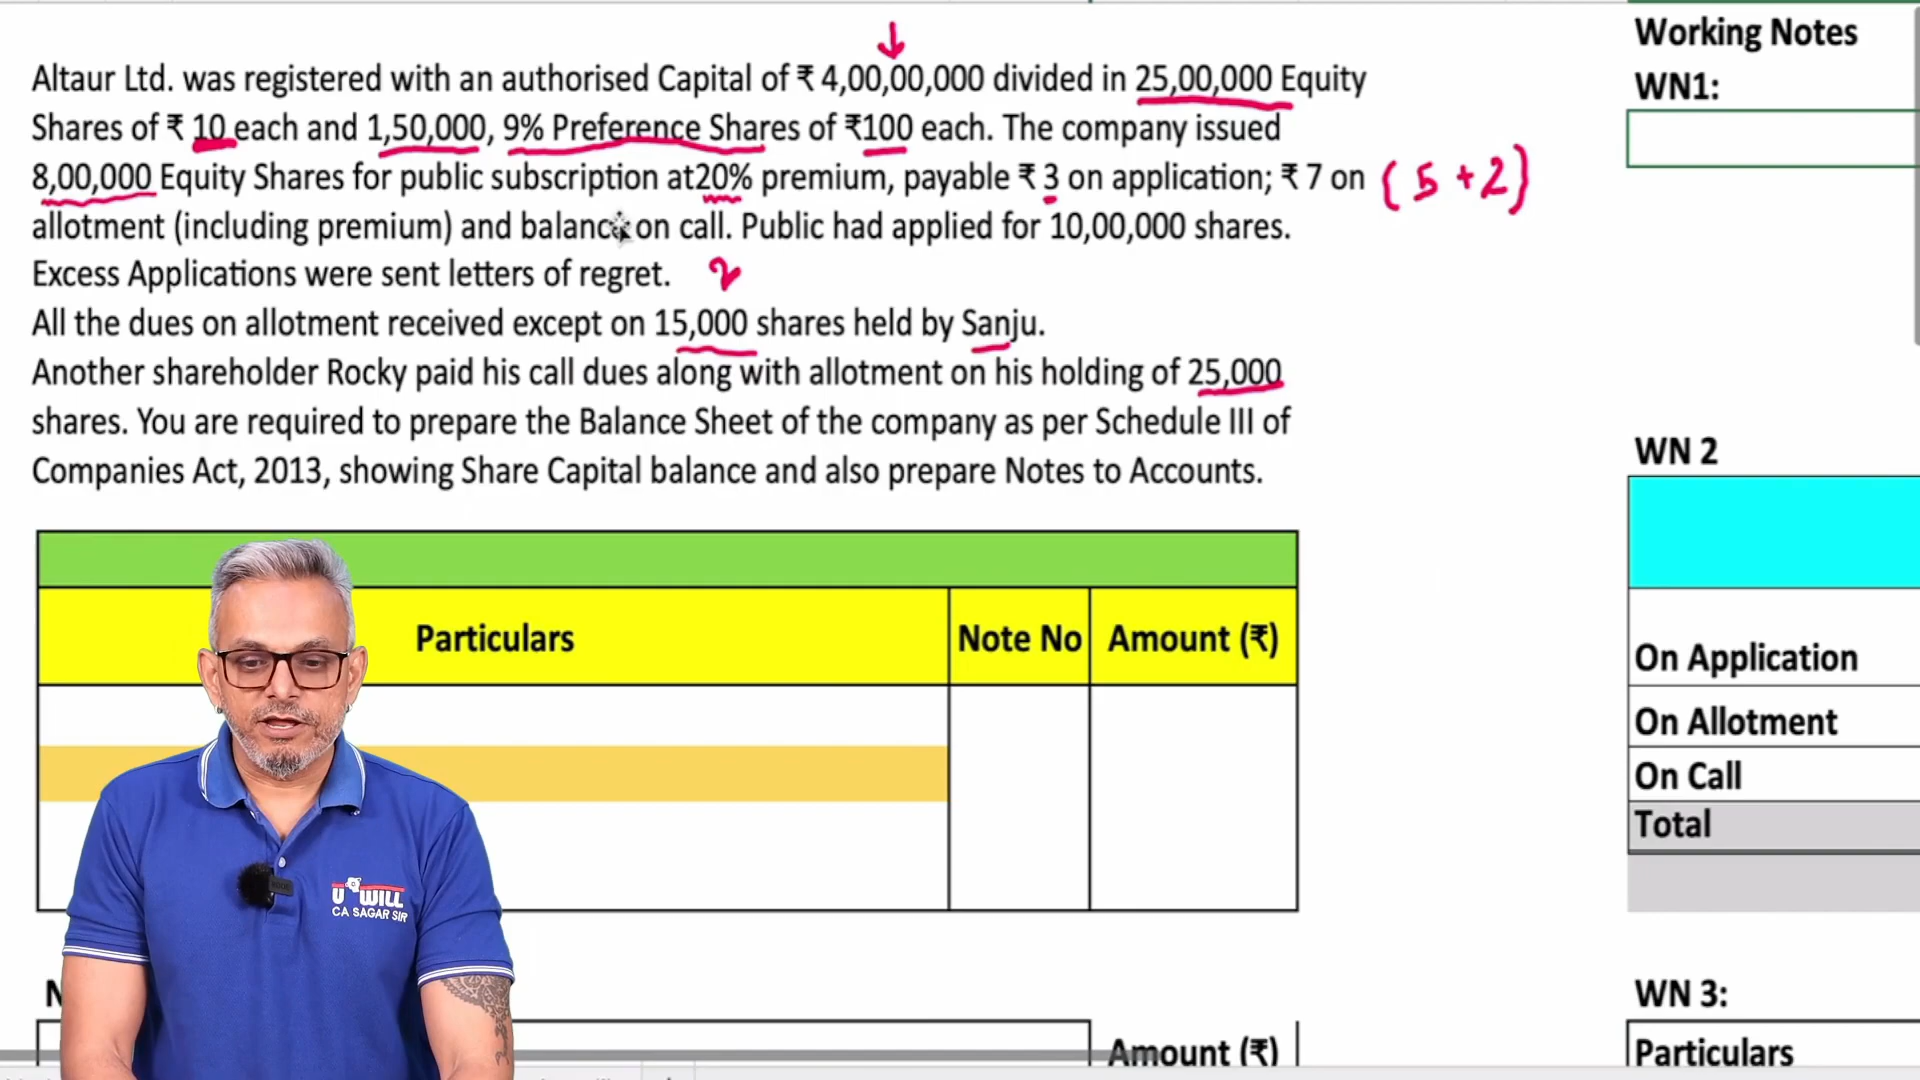 Altaur Ltd. was registered with an authorised Capital of ₹ 4,00,00,000 divided in 25,00,000 Equity
Shares of ₹ 10 each and 1,50,000, 9% Preference Shares of ₹100 each. The company issued
8,00,000 Equity Shares for public subscription at20% premium, payable ₹ 3 on application; ₹ 7 on (5+2)
allotment (including premium) and balance on call. Public had applied for 10,00,000 shares.
Excess Applications were sent letters of regret. 2
All the dues on allotment received except on 15,000 shares held by Sanju.
Another shareholder Rocky paid his call dues along with allotment on his holding of 25,000
shares. You are required to prepare the Balance Sheet of the company as per Schedule III of
Companies Act, 2013, showing Share Capital balance and also prepare Notes to Accounts.
Particulars Note No Amount (₹)
U WILL
CA SAGAR SIR
N
Amount (₹)
Working Notes
WN1:
WN 2
On Application
On Allotment
On Call
Total
WN 3:
Particulars